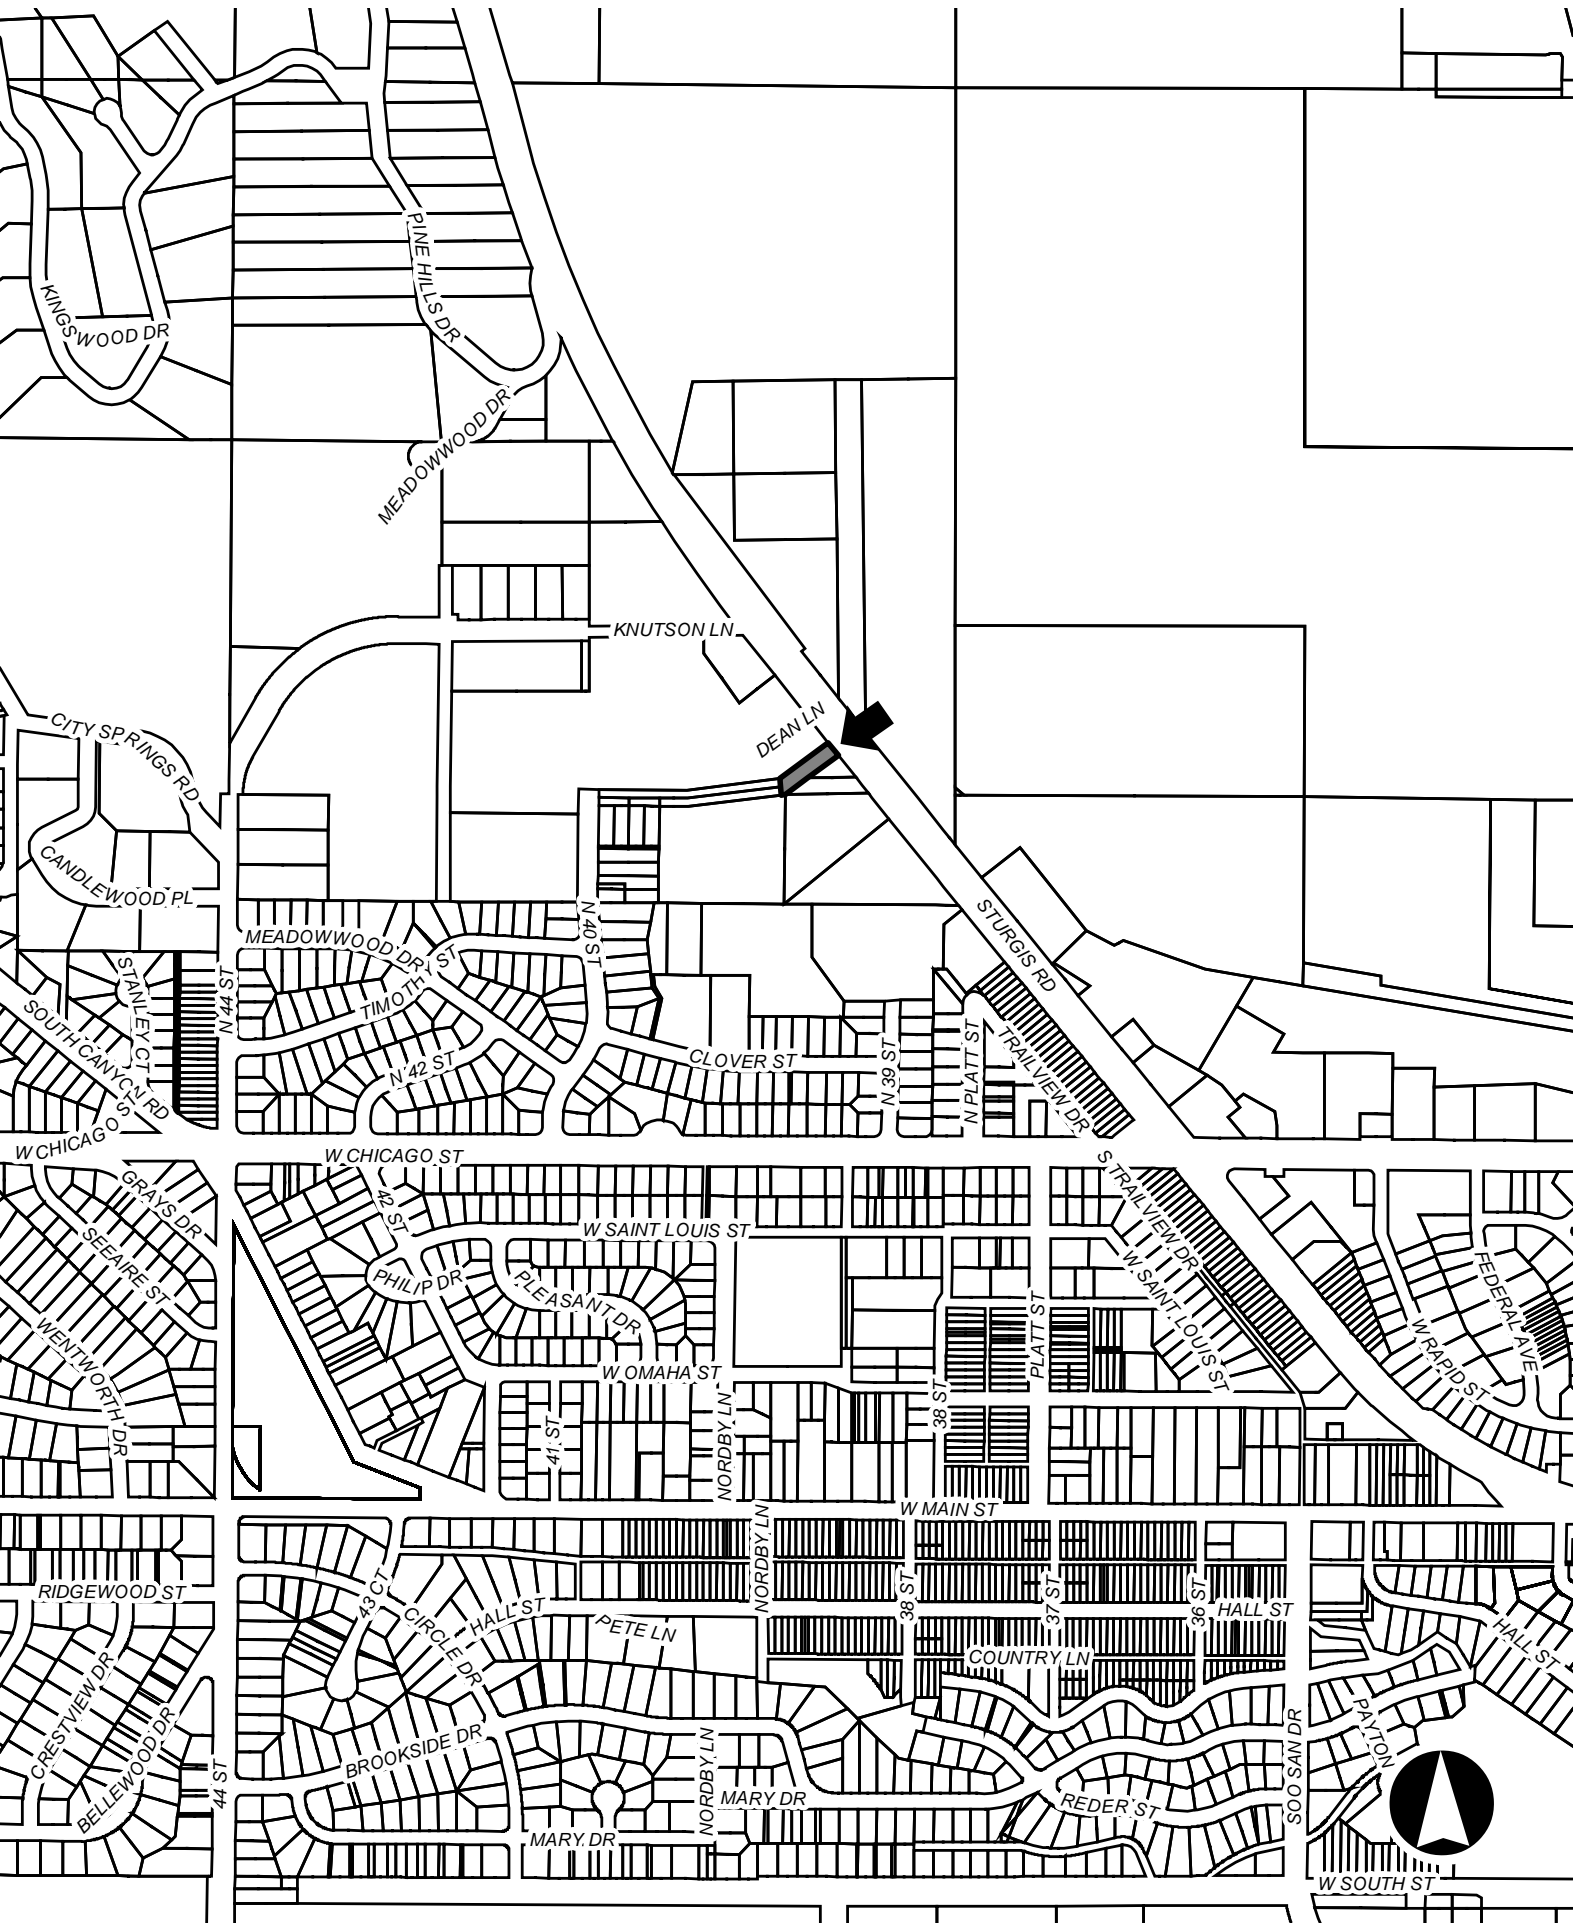 PINE HILLS DR
KINGSWOOD DR
MEADOWWOOD DR
KNUTSON LN
DEAN LN
CITY SPRINGS RD
CANDLEWOOD PL
STURGIS RD
N 40 ST
MEADOWWOOD DR
TIMOTHY ST
STANLEY CT
N 44 ST
SOUTH CANYON RD
N 42 ST
CLOVER ST
N 39 ST
N PLATT ST
TRAILVIEW DR
W CHICAGO ST
W CHICAGO ST
GRAYS DR
42 ST
S TRAILVIEW DR
W SAINT LOUIS ST
SEEAIRE ST
PHILIP DR
PLEASANT DR
W SAINT LOUIS ST
FEDERAL AVE
PLATT ST
WENTWORTH DR
W RAPID ST
W OMAHA ST
38 ST
NORDBY LN
41 ST
W MAIN ST
NORDBY LN
RIDGEWOOD ST
43 CT
CIRCLE DR
HALL ST
PETE LN
38 ST
37 ST
36 ST
HALL ST
HALL ST
COUNTRY LN
CRESTVIEW DR
BELLEWOOD DR
BROOKSIDE DR
NORDBY LN
SOO SAN DR
PAYTON
44 ST
MARY DR
REDER ST
MARY DR
W SOUTH ST